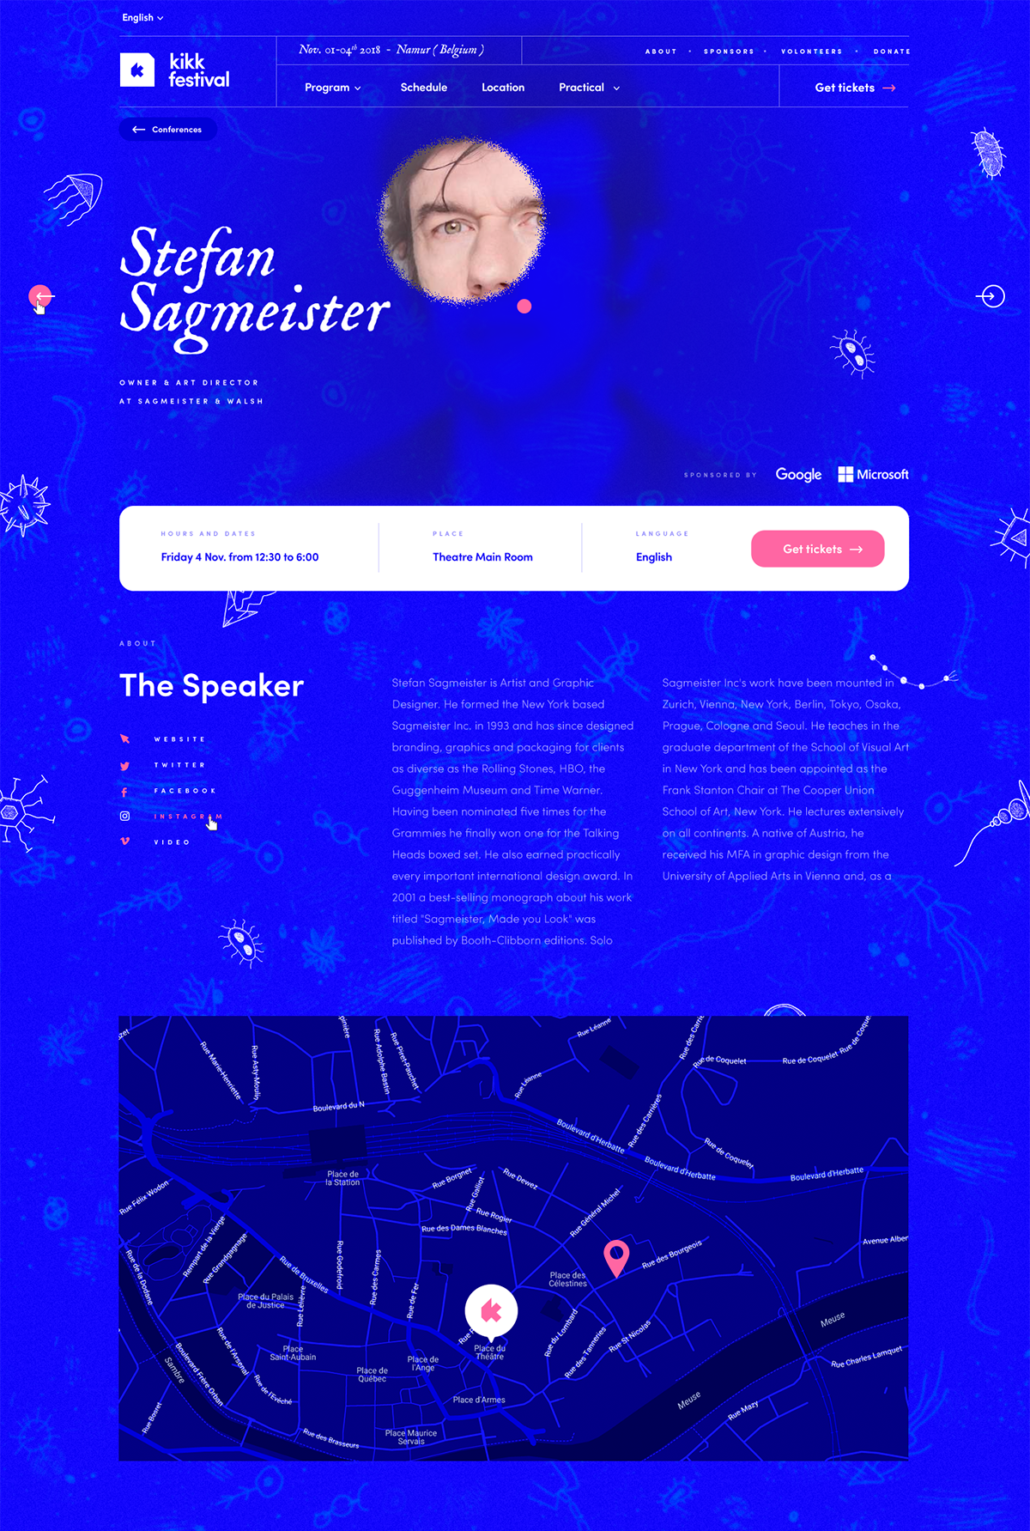 English
kikk
festival
Nov. 01-04th 2018 - Namur ( Belgium )
ABOUT • SPONSORS • VOLONTEERS • DONATE
Program
Schedule
Location
Practical
Get tickets
Conferences
Stefan
Sagmeister
OWNER & ART DIRECTOR
AT SAGMEISTER & WALSH
SPONSORED BY
Google
Microsoft
HOURS AND DATES
Friday 4 Nov. from 12:30 to 6:00
PLACE
Theatre Main Room
LANGUAGE
English
Get tickets
ABOUT
The Speaker
WEBSITE
TWITTER
FACEBOOK
INSTAGRAM
VIDEO
Stefan Sagmeister is Artist and Graphic
Designer. He formed the New York based
Sagmeister Inc. in 1993 and has since designed
branding, graphics and packaging for clients
as diverse as the Rolling Stones, HBO, the
Guggenheim Museum and Time Warner.
Having been nominated five times for the
Grammies he finally won one for the Talking
Heads boxed set. He also earned practically
every important international design award. In
2001 a best-selling monograph about his work
titled "Sagmeister, Made you Look" was
published by Booth-Clibborn editions. Solo
Sagmeister Inc's work have been mounted in
Zurich, Vienna, New York, Berlin, Tokyo, Osaka,
Prague, Cologne and Seoul. He teaches in the
graduate department of the School of Visual Art
in New York and has been appointed as the
Frank Stanton Chair at The Cooper Union
School of Art, New York. He lectures extensively
on all continents. A native of Austria, he
received his MFA in graphic design from the
University of Applied Arts in Vienna and, as a
Rue Marie-Henriette
Rue Asty-Moulin
Rue Adolphe Bastin
Rue Piret-Pauchet
Rue Léanne
Rue Léanne
Rue de Coquelet
Rue de Coquelet
Rue de Coque
Boulevard du N
Boulevard d'Herbatte
Rue des Carrières
Rue de Coquelet
Boulevard d'Herbatte
Boulevard d'Herbatte
Place de
la Station
Rue Borgnet
Rue Dewez
Rue Galliot
Rue Rogier
Rue Général Michel
Rue Félix Wodon
Rue des Dames Blanches
Rempart de la Vierge
Rue Grandgagnage
Rue des Bourgeois
Avenue Alber
Rue de la Dodane
Rue de Bruxelles
Rue Godefroid
Rue des Carmes
Rue de Fer
Place des
Célestines
Place du Palais
de Justice
Rue Lelièvre
Rue du Lombard
Rue des Tanneries
Rue St Nicolas
Meuse
Place du
Théâtre
Place
Saint-Aubain
Rue de l'Arsenal
Boulevard Frère Orban
Sambre
Place de
Québec
Place de
l'Ange
Rue Charles Lamquet
Rue de l'Evêché
Place d'Armes
Meuse
Rue Mazy
Rue Bosret
Rue des Brasseurs
Place Maurice
Servais